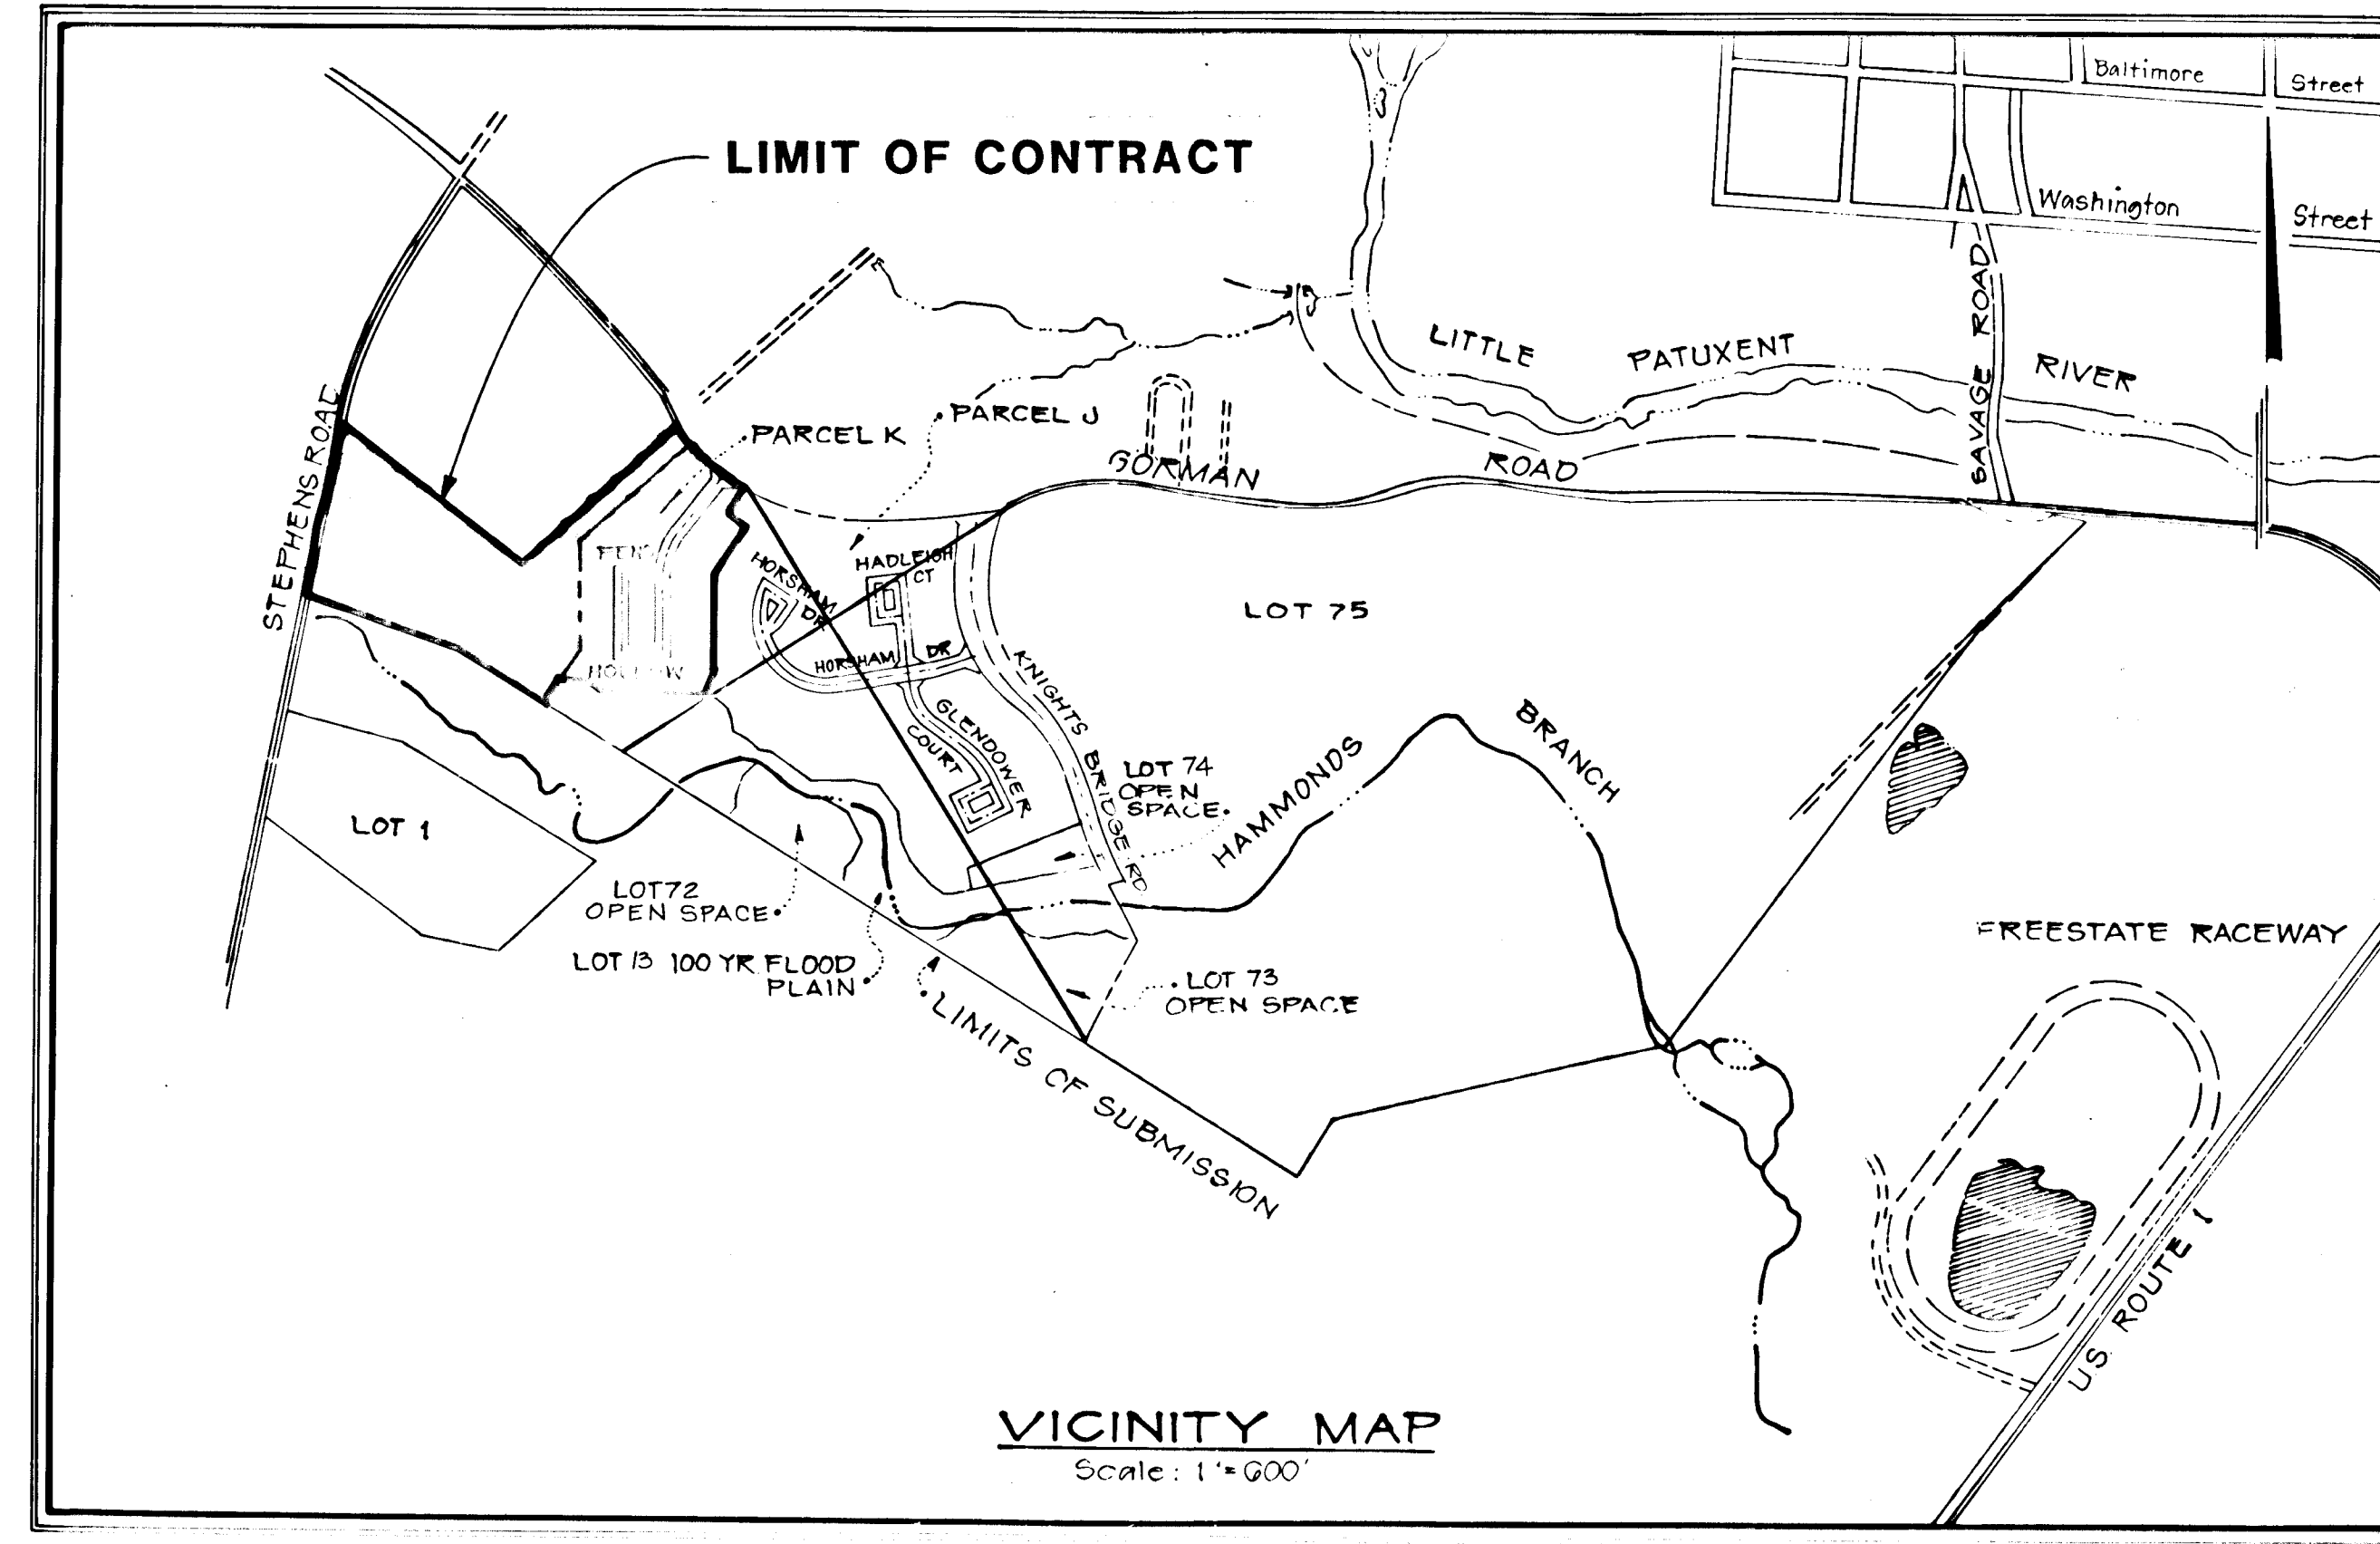 Baltimore Street
LIMIT OF CONTRACT
Washington Street
SAVAGE ROAD
LITTLE PATUXENT RIVER
STEPHENS ROAD
PARCEL J
PARCEL K
GORMAN ROAD
HADLEIGH
CT
HORSHAM
DR
LOT 75
HORSHAM DR
KNIGHTS BRIDGE RD
GLENDOWER
COURT
BRANCH
LOT 74
OPEN
SPACE
HAMMONDS
LOT 1
LOT 72
OPEN SPACE
FREESTATE RACEWAY
LOT 13 100 YR. FLOOD
PLAIN
LOT 73
OPEN SPACE
LIMITS OF SUBMISSION
US ROUTE 1
VICINITY MAP
Scale: 1"=600'